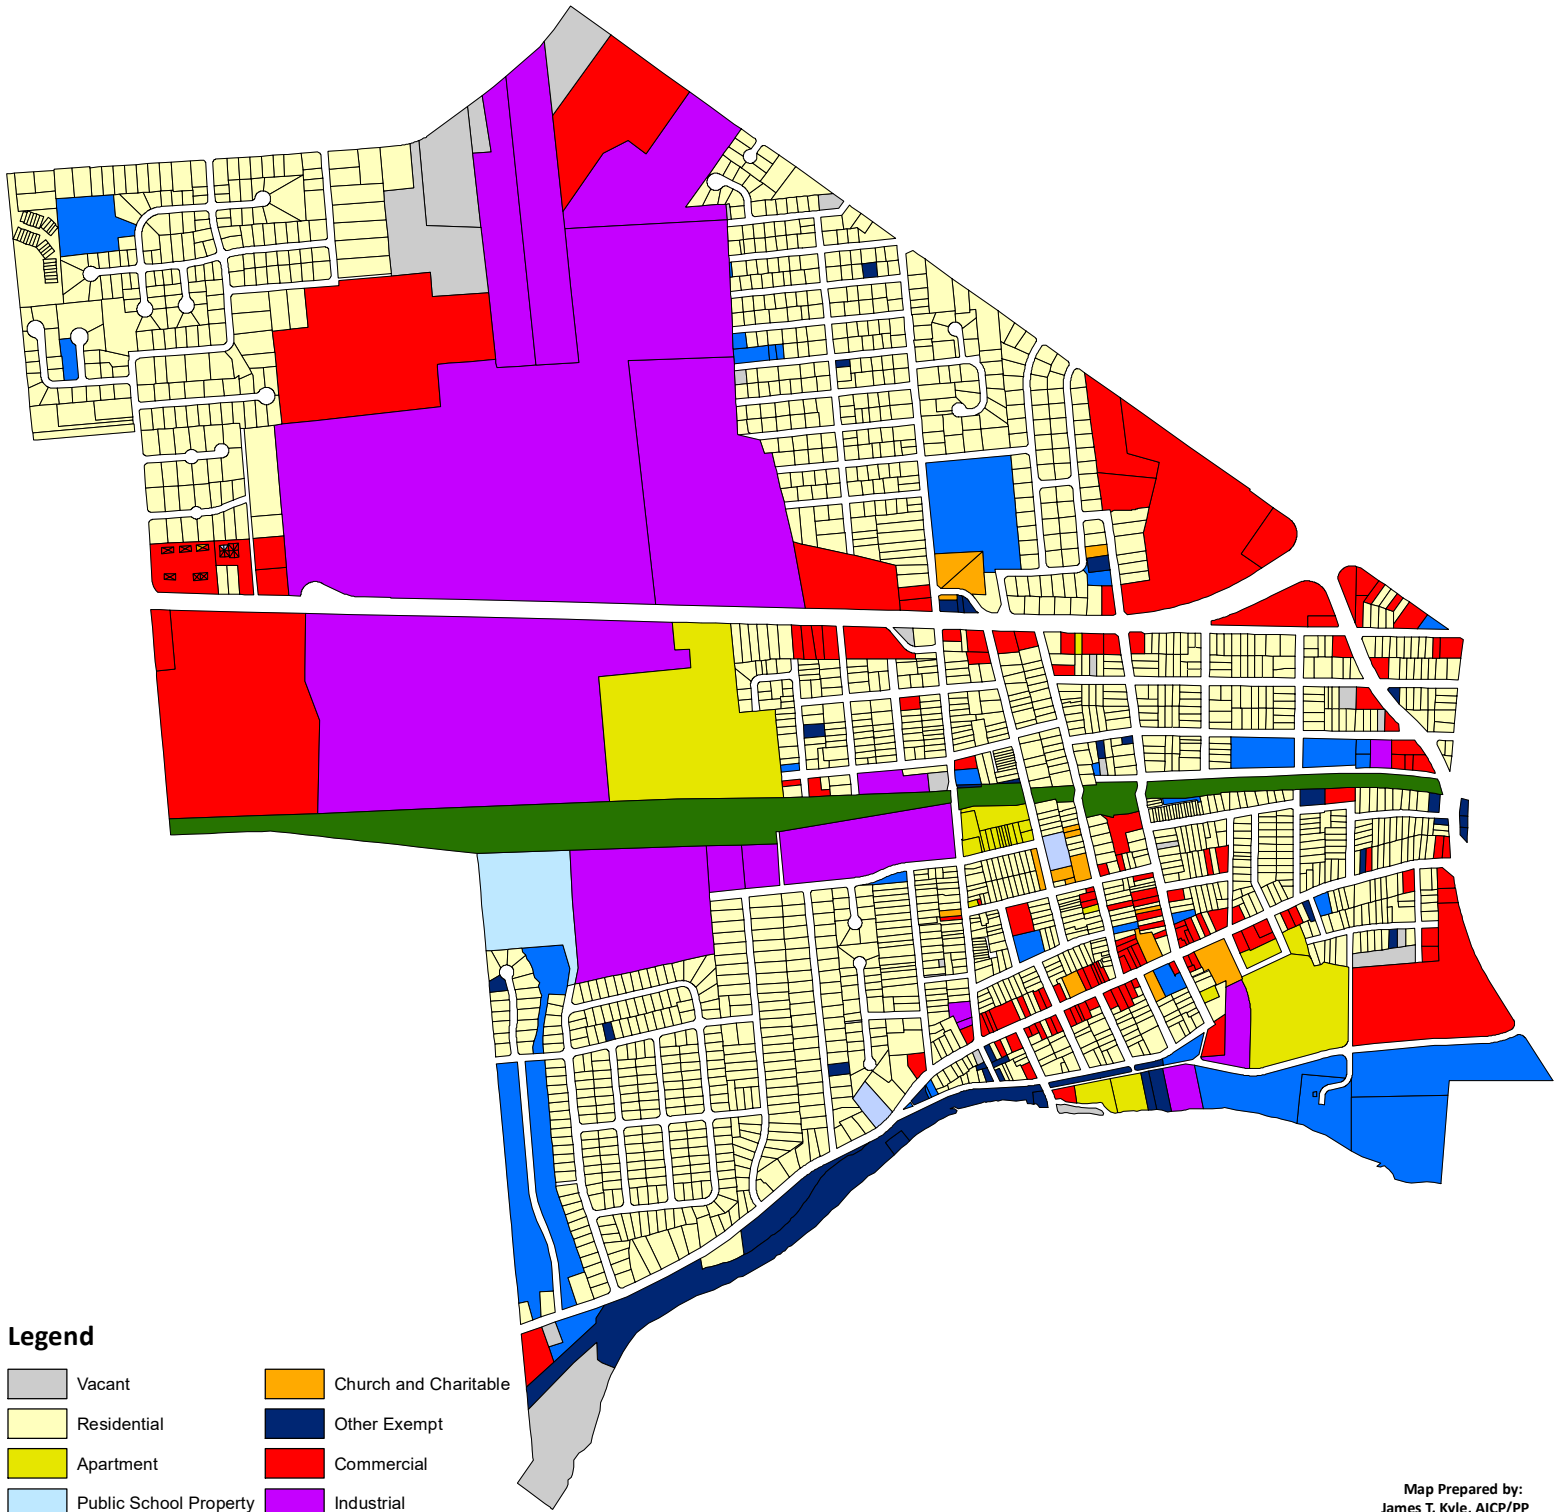 Legend
Vacant
Church and Charitable
Residential
Other Exempt
Apartment
Commercial
Public School Property
Industrial
Map Prepared by:
James T. Kyle, AICP/PP